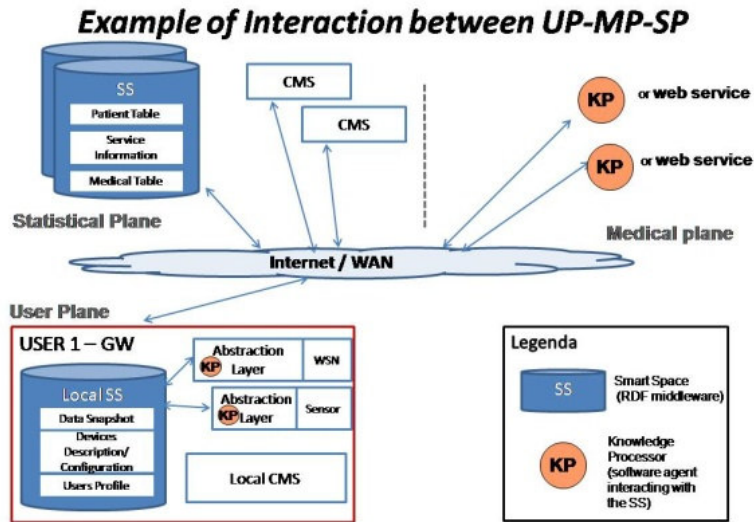 Example of Interaction between UP-MP-SP
SS
Patient Table
Service
Information
Medical Table
CMS
CMS
KP
or web service
KP
or web service
Statistical Plane
Medical plane
Internet / WAN
User Plane
USER 1 – GW
Local SS
Data Snapshot
Devices
Description/
Configuration
Users Profile
Abstraction
Layer
KP
WSN
Abstraction
Layer
KP
Sensor
Local CMS
Legenda
SS
Smart Space
(RDF middleware)
KP
Knowledge
Processor
(software agent
interacting with
the SS)